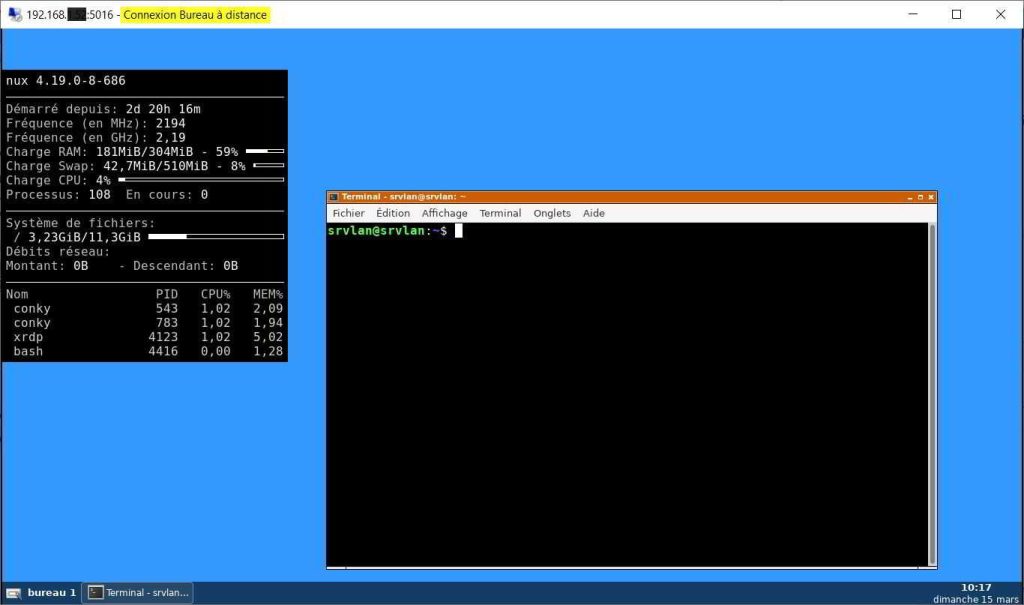 192.168. :5016 - Connexion Bureau à distance
nux 4.19.0-8-686
Démarré depuis: 2d 20h 16m
Fréquence (en MHz): 2194
Fréquence (en GHz): 2,19
Charge RAM: 181MiB/304MiB - 59%
Charge Swap: 42,7MiB/510MiB - 8%
Charge CPU: 4%
Processus: 108 En cours: 0
Système de fichiers:
/ 3,23GiB/11,3GiB
Débits réseau:
Montant: 0B - Descendant: 0B
Nom PID CPU% MEM%
conky 543 1,02 2,09
conky 783 1,02 1,94
xrdp 4123 1,02 5,02
bash 4416 0,00 1,28
Terminal - srvlan@srvlan: ~
Fichier Édition Affichage Terminal Onglets Aide
srvlan@srvlan:~$
bureau 1 Terminal - srvlan...
10:17
dimanche 15 mars